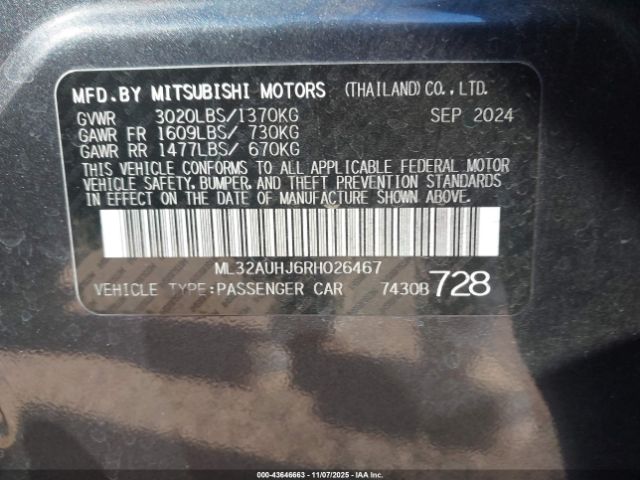 MFD.BY MITSUBISHI MOTORS (THAILAND)CO.,LTD.
GVWR 3020LBS/1370KG SEP 2024
GAWR FR 1609LBS/ 730KG
GAWR RR 1477LBS/ 670KG
THIS VEHICLE CONFORMS TO ALL APPLICABLE FEDERAL MOTOR
VEHICLE SAFETY, BUMPER, AND THEFT PREVENTION STANDARDS
IN EFFECT ON THE DATE OF MANUFACTURE SHOWN ABOVE.
ML32AUHJ6RH026467
VEHICLE TYPE:PASSENGER CAR 7430B 728
000-43646663 - 11/07/2025 - IAAI.com